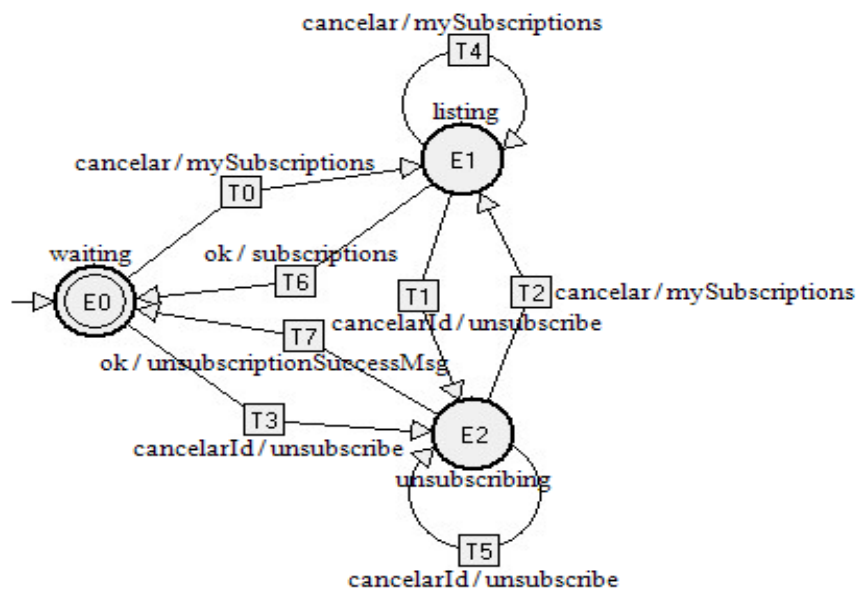 cancelar / mySubscriptions
T4
listing
E1
cancelar / mySubscriptions
T0
waiting
ok / subscriptions
E0
T6
T1
T2
cancelar / mySubscriptions
cancelarId / unsubscribe
T7
ok / unsubscriptionSuccessMsg
T3
E2
cancelarId / unsubscribe
unsubscribing
T5
cancelarId / unsubscribe